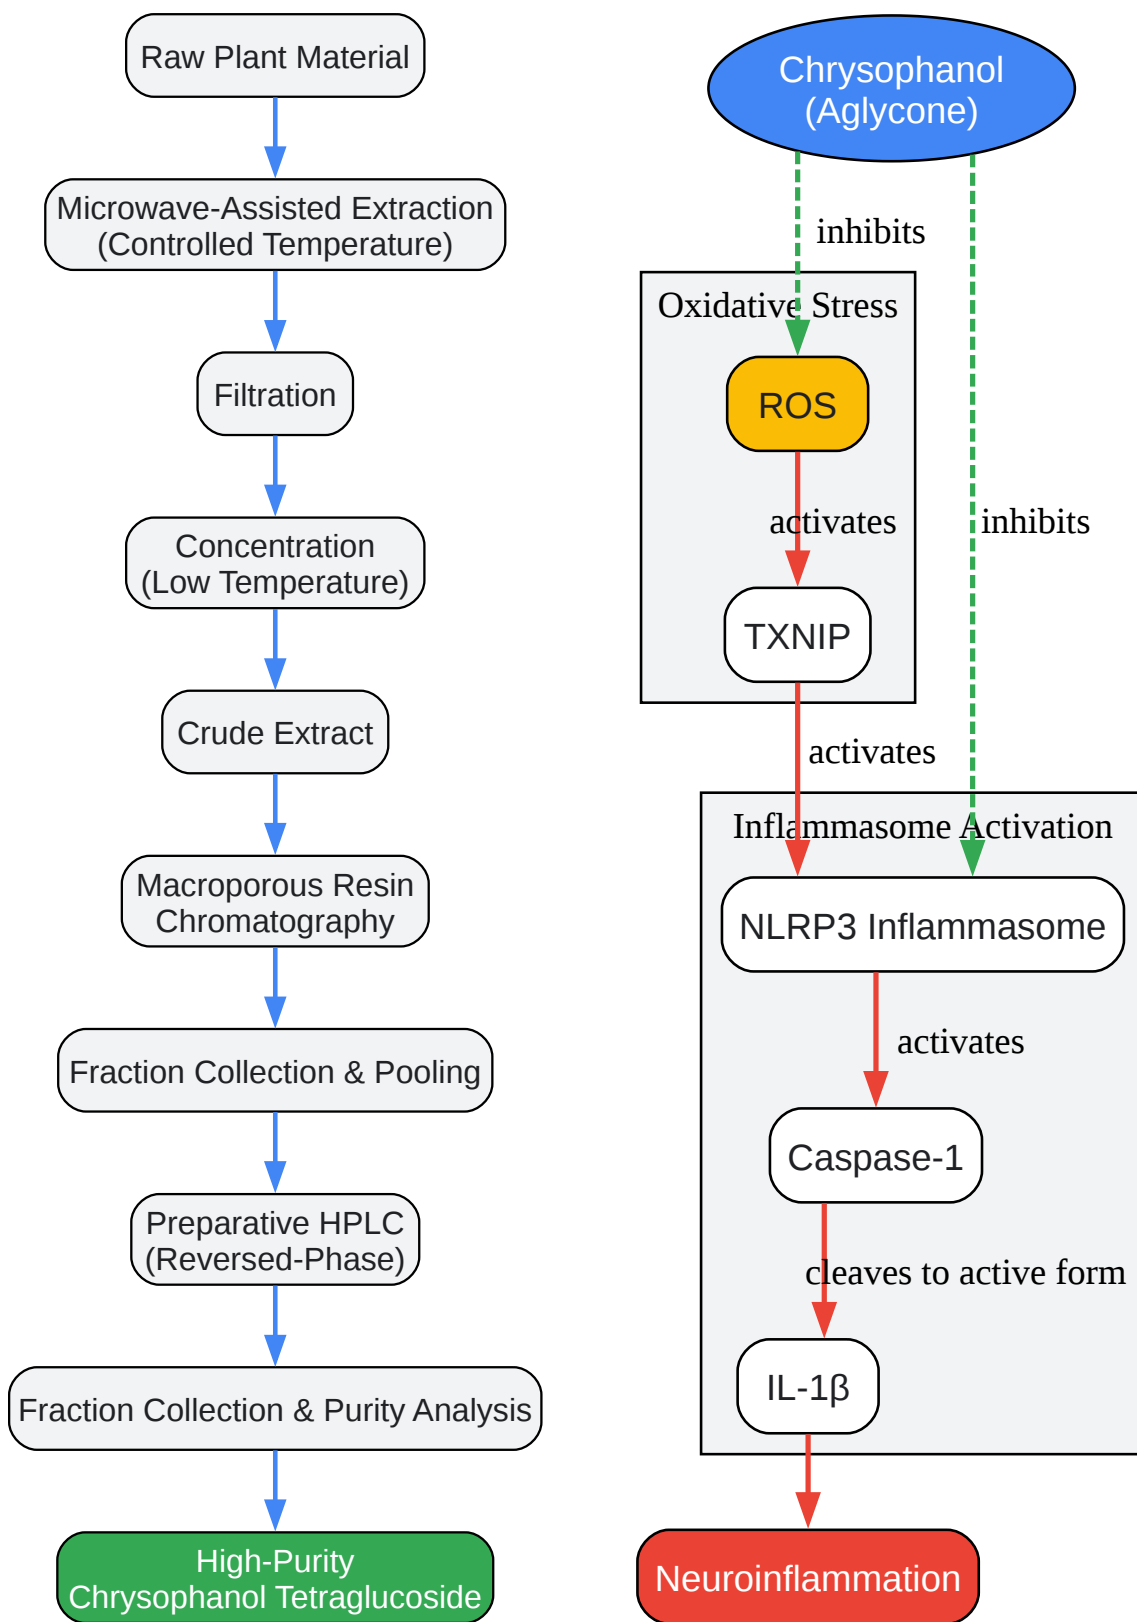 Raw Plant Material
Microwave-Assisted Extraction
(Controlled Temperature)
Filtration
Concentration
(Low Temperature)
Crude Extract
Macroporous Resin
Chromatography
Fraction Collection & Pooling
Preparative HPLC
(Reversed-Phase)
Fraction Collection & Purity Analysis
High-Purity
Chrysophanol Tetraglucoside
Chrysophanol
(Aglycone)
inhibits
Oxidative Stress
ROS
activates
inhibits
TXNIP
activates
Inflammasome Activation
NLRP3 Inflammasome
activates
Caspase-1
cleaves to active form
IL-1β
Neuroinflammation